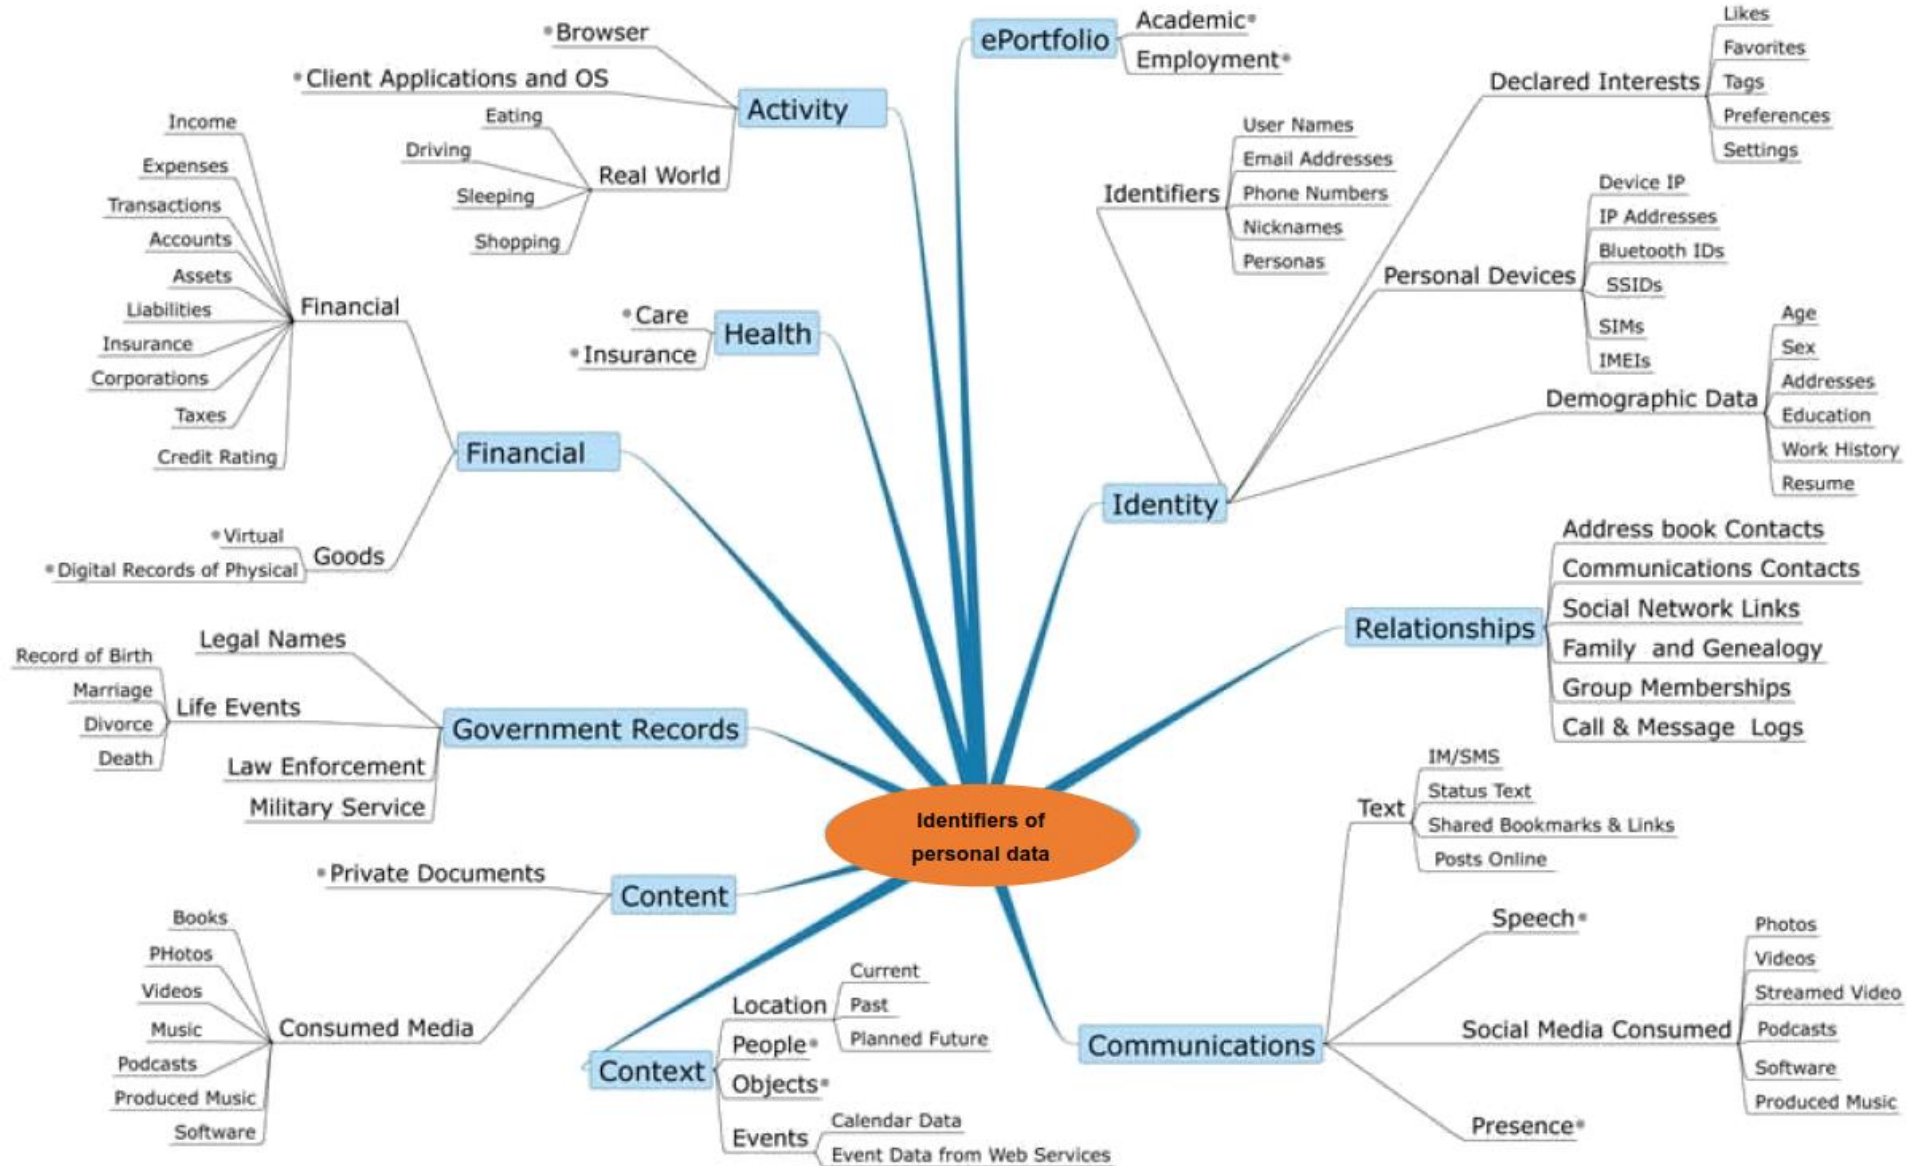 Identifiers of
personal data
ePortfolio
Academic
Employment
Identity
Identifiers
User Names
Email Addresses
Phone Numbers
Nicknames
Personas
Declared Interests
Likes
Favorites
Tags
Preferences
Settings
Personal Devices
Device IP
IP Addresses
Bluetooth IDs
SSIDs
SIMs
IMEIs
Demographic Data
Age
Sex
Addresses
Education
Work History
Resume
Relationships
Address book Contacts
Communications Contacts
Social Network Links
Family and Genealogy
Group Memberships
Call & Message Logs
Communications
Text
IM/SMS
Status Text
Shared Bookmarks & Links
Posts Online
Speech
Social Media Consumed
Photos
Videos
Streamed Video
Podcasts
Software
Produced Music
Presence
Context
Location
Current
Past
Planned Future
People
Objects
Events
Calendar Data
Event Data from Web Services
Content
Private Documents
Consumed Media
Books
PHotos
Videos
Music
Podcasts
Produced Music
Software
Government Records
Legal Names
Life Events
Record of Birth
Marriage
Divorce
Death
Law Enforcement
Military Service
Financial
Financial
Income
Expenses
Transactions
Accounts
Assets
Liabilities
Insurance
Corporations
Taxes
Credit Rating
Goods
Virtual
Digital Records of Physical
Health
Care
Insurance
Activity
Browser
Client Applications and OS
Real World
Eating
Driving
Sleeping
Shopping